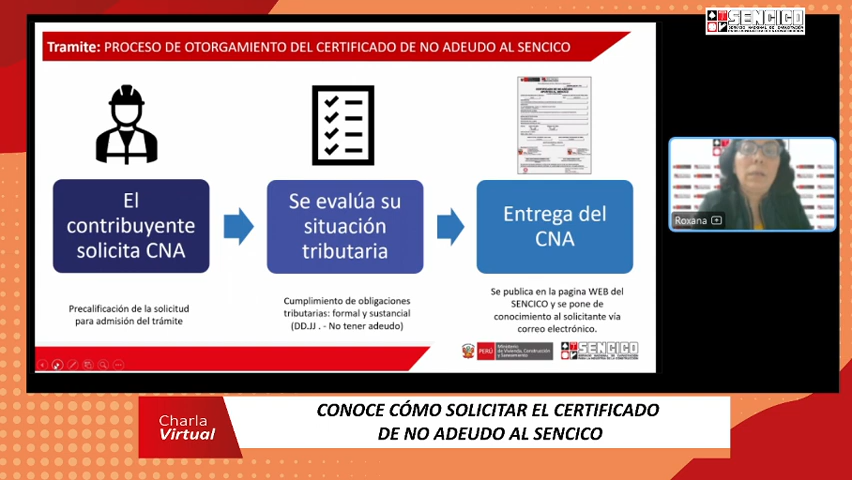 SENCICO
Tramite: PROCESO DE OTORGAMIENTO DEL CERTIFICADO DE NO ADEUDO AL SENCICO
El
contribuyente
solicita CNA
Se evalúa su
situación
tributaria
Entrega del
CNA
Precalificación de la solicitud
para admisión del trámite
Cumplimiento de obligaciones
tributarias: formal y sustancial
(DD.JJ . - No tener adeudo)
Se publica en la pagina WEB del
SENCICO y se pone de
conocimiento al solicitante vía
correo electrónico.
Roxana
PERÚ
Ministerio
de Vivienda, Construcción
y Saneamiento
SENCICO
Charla
Virtual
CONOCE CÓMO SOLICITAR EL CERTIFICADO
DE NO ADEUDO AL SENCICO